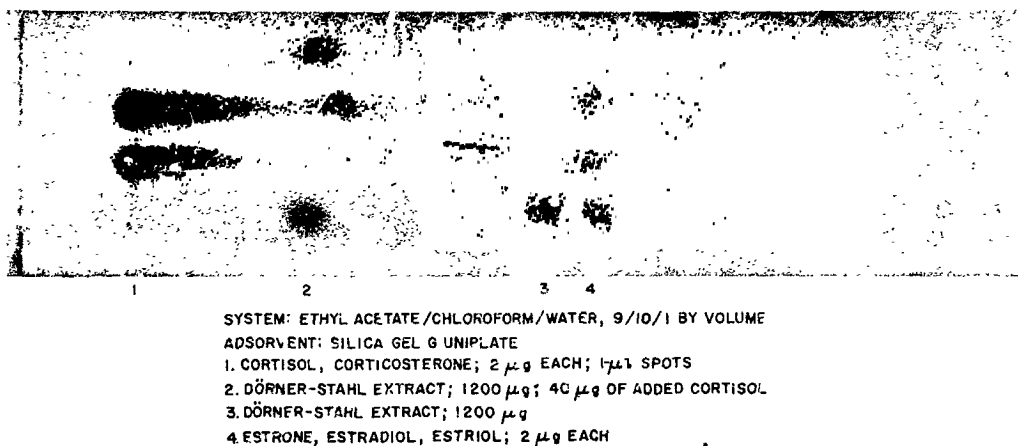 1 2 3 4
SYSTEM: ETHYL ACETATE/CHLOROFORM/WATER, 9/10/1 BY VOLUME
ADSORVENT: SILICA GEL G UNIPLATE
1. CORTISOL, CORTICOSTERONE; 2 μg EACH; 1-μl SPOTS
2. DÖRNER-STAHL EXTRACT; 1200 μg; 40 μg OF ADDED CORTISOL
3. DÖRNER-STAHL EXTRACT; 1200 μg
4 ESTRONE, ESTRADIOL, ESTRIOL; 2 μg EACH